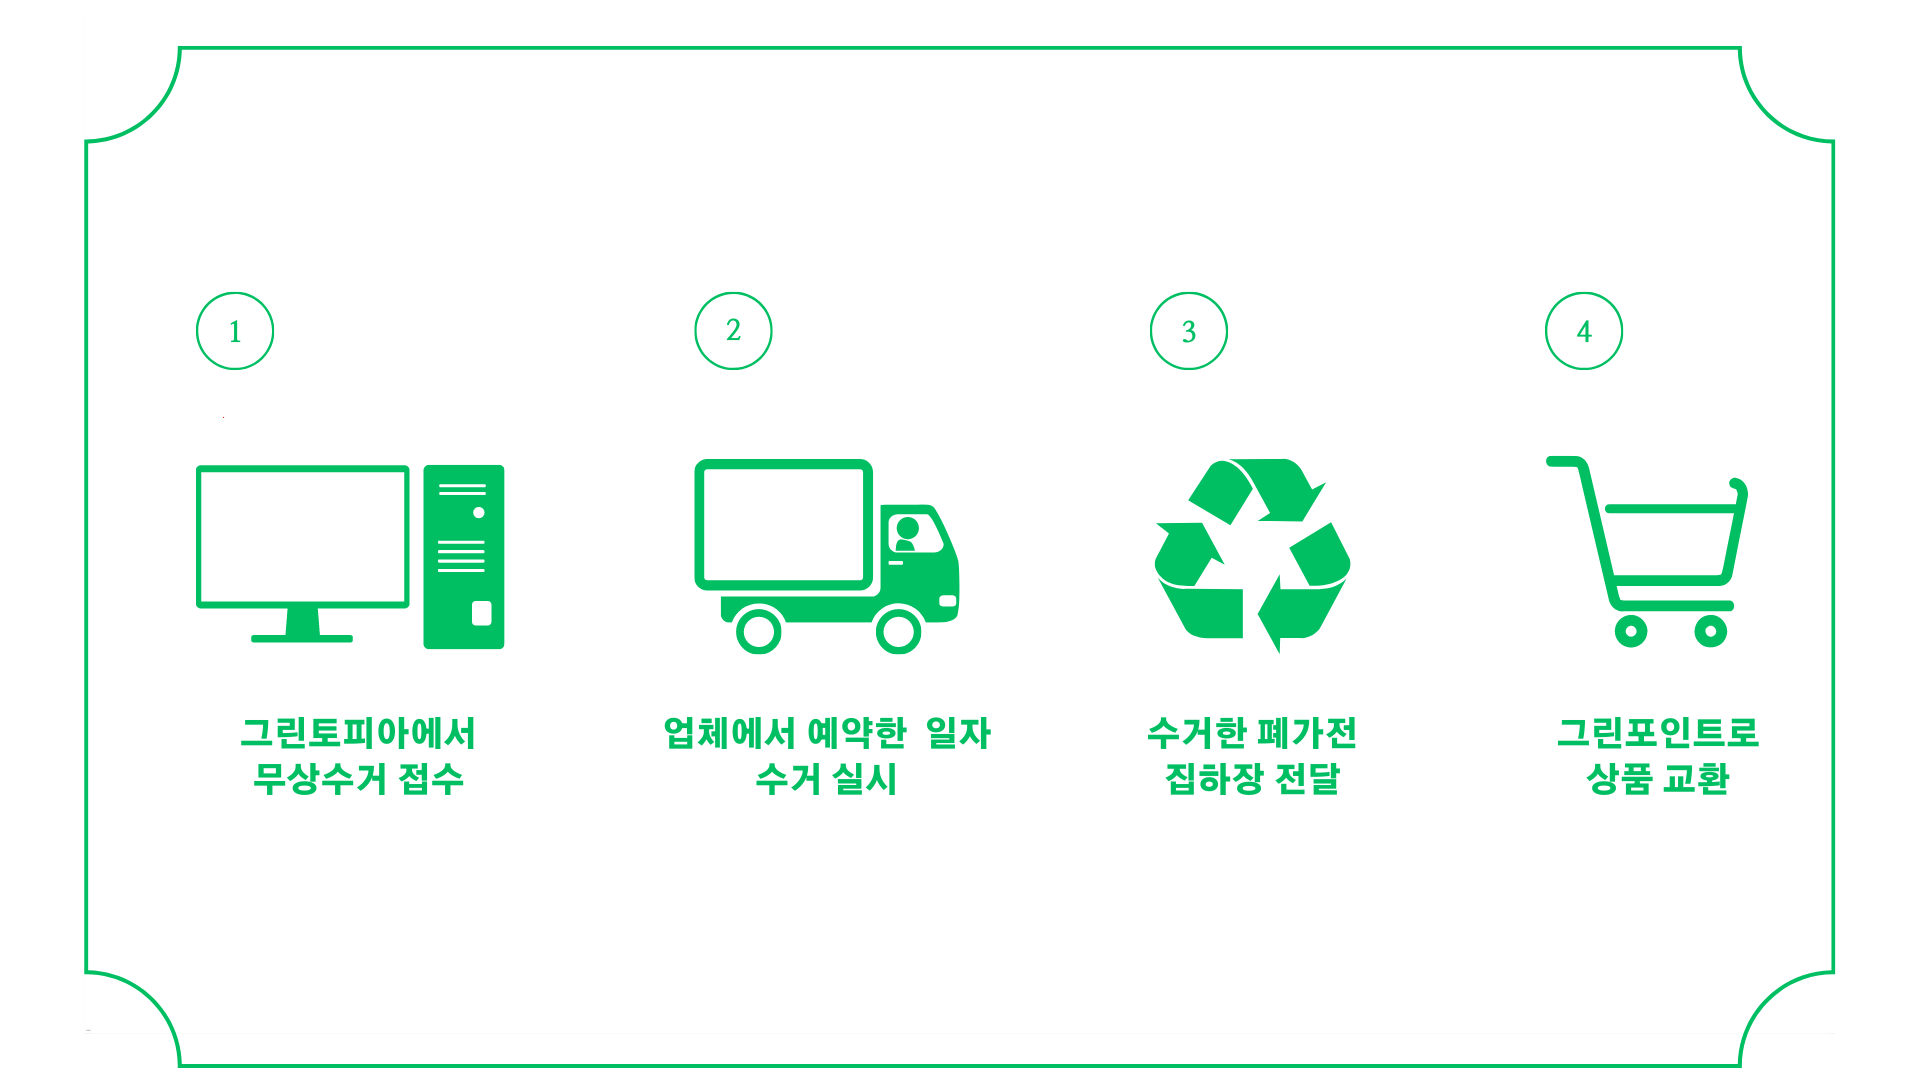 1
2
3
4
그린토피아에서
무상수거 접수
업체에서 예약한  일자
수거 실시
수거한 폐가전
집하장 전달
그린포인트로
상품 교환